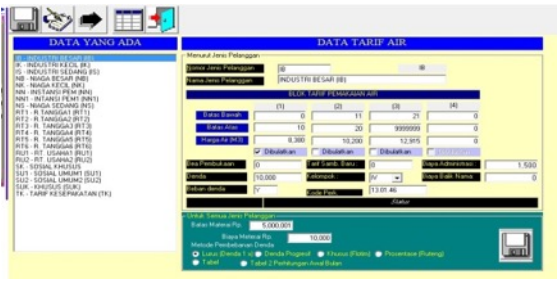 DATA YANG ADA
IB - INDUSTRI BESAR (IB)
IK - INDUSTRI KECIL (IK)
IS - INDUSTRI SEDANG (IS)
NB - NIAGA BESAR (NB)
NK - NIAGA KECIL (NK)
NN - INSTANSI PEM (NN)
NN1 - INTANSI PEM1 (NN1)
NS - NIAGA SEDANG (NS)
RT1 - R. TANGGA1 (RT1)
RT2 - R. TANGGA2 (RT2)
RT3 - R. TANGGA3 (RT3)
RT4 - R. TANGGA4 (RT4)
RT5 - R. TANGGA5 (RT5)
RT6 - R. TANGGA6 (RT6)
RU1 - RT. USAHA1 (RU1)
RU2 - RT. USAHA2 (RU2)
SK - SOSIAL KHUSUS
SU1 - SOSIAL UMUM1 (SU1)
SU2 - SOSIAL UMUM2 (SU2)
SUK - KHUSUS (SUK)
TK - TARIF KESEPAKATAN (TK)
DATA TARIF AIR
Menurut Jenis Pelanggan
Nomor Jenis Pelanggan IB IB
Nama Jenis Pelanggan INDUSTRI BESAR (IB)
BLOK TARIF PEMAKAIAN AIR
(1) (2) (3) (4)
Batas Bawah 0 11 21 0
Batas Atas 10 20 9999999 0
Harga Air (M3) 8,380 10,200 12,915 0
Dibulatkan Dibulatkan Dibulatkan
Bea Pembukaan 0 Tarif Samb. Baru 0 Biaya Administrasi 1,500
Denda 10,000 Kelompok IV Biaya Balik Nama 0
Beban denda Y Kode Perk. 13.01.46
Status
Untuk Semua Jenis Pelanggan
Batas Materai Rp. 5,000,001
Biaya Materai Rp. 10,000
Metode Pembebanan Denda
Lurus (Denda 1 x) Denda Progresif Khusus (Flotim) Prosentase (Ruteng)
Tabel Tabel 2 Perhitungan Awal Bulan